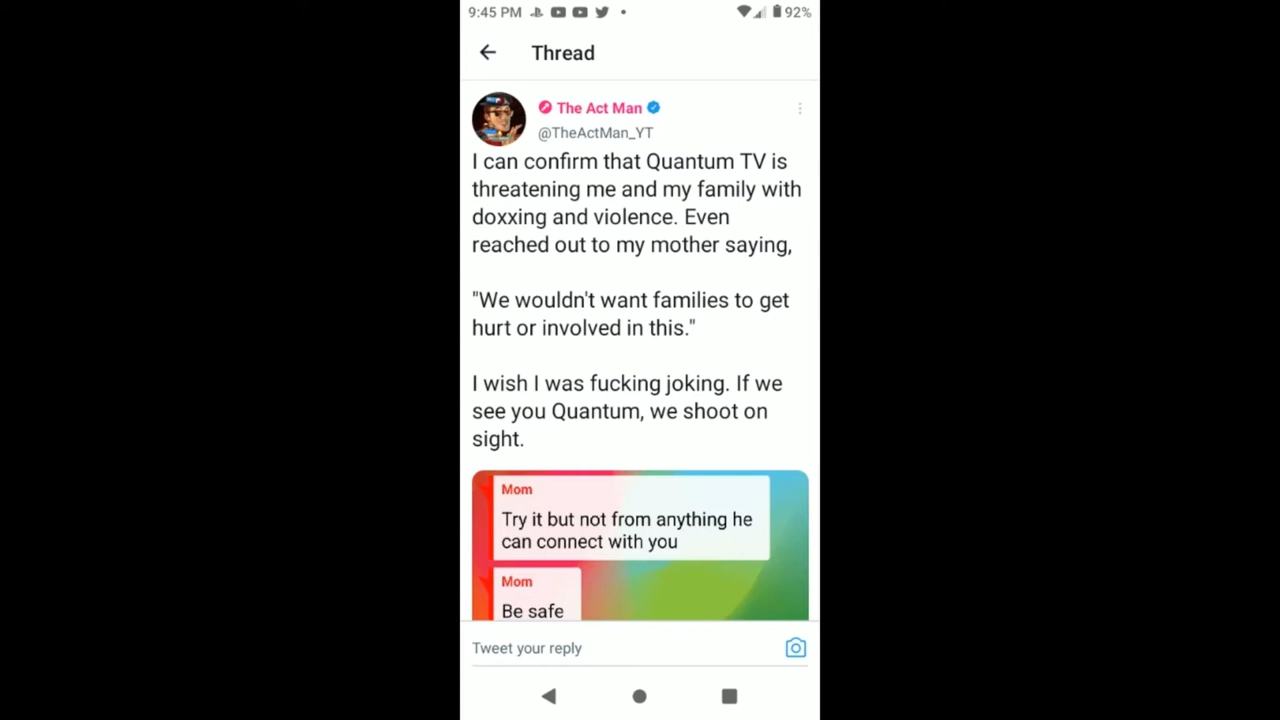 9:45 PM 92%
Thread
The Act Man
@TheActMan_YT
I can confirm that Quantum TV is
threatening me and my family with
doxxing and violence. Even
reached out to my mother saying,
"We wouldn't want families to get
hurt or involved in this."
I wish I was fucking joking. If we
see you Quantum, we shoot on
sight.
Mom
Try it but not from anything he
can connect with you
Mom
Be safe
Tweet your reply